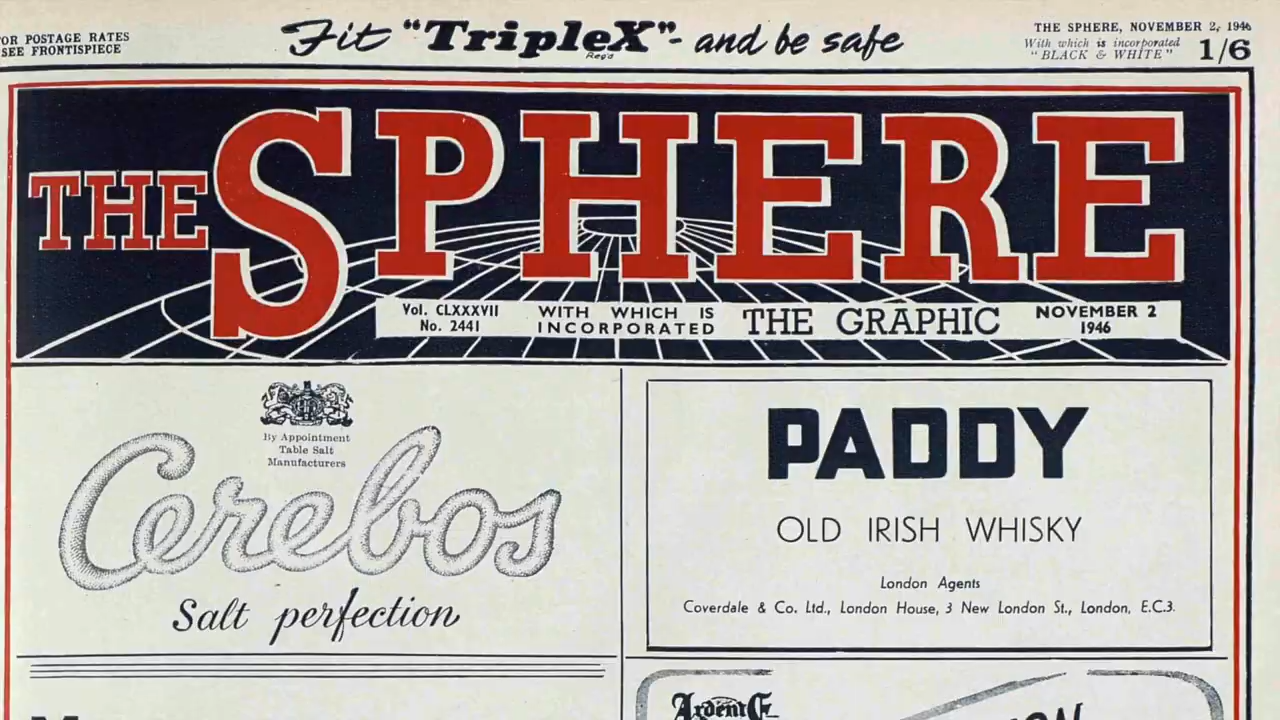 OR POSTAGE RATES
SEE FRONTISPIECE
Fit "TripleX"- and be safe
Reg'd
THE SPHERE, NOVEMBER 2, 1946
With which is incorporated
"BLACK & WHITE"
1/6
THE SPHERE
Vol. CLXXXVII
No. 2441
WITH WHICH IS
INCORPORATED
THE GRAPHIC
NOVEMBER 2
1946
By Appointment
Table Salt
Manufacturers
Cerebos
Salt perfection
PADDY
OLD IRISH WHISKY
London Agents
Coverdale & Co. Ltd., London House, 3 New London St., London, E.C.3.